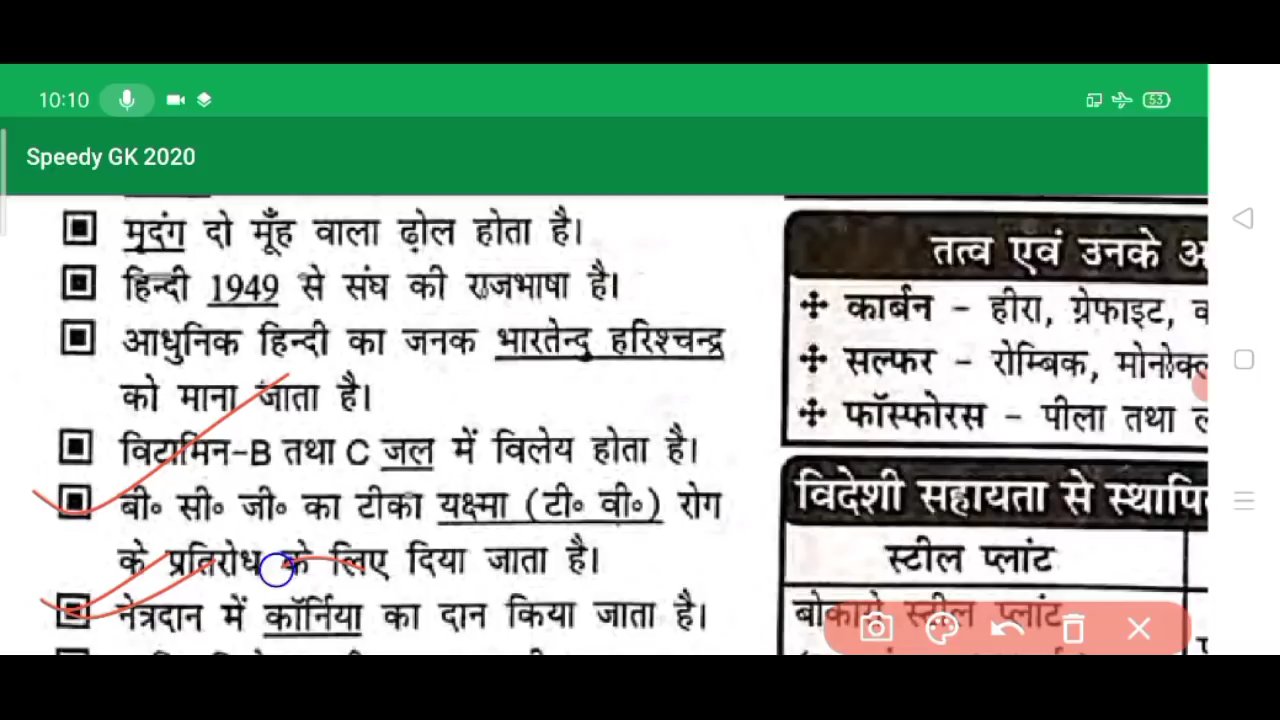 10:10
53
Speedy GK 2020
मृदंग दो मूँह वाला ढ़ोल होता है।
हिन्दी 1949 से संघ की राजभाषा है।
आधुनिक हिन्दी का जनक भारतेन्दु हरिश्चन्द्र
को माना जाता है।
विटामिन-B तथा C जल में विलेय होता है।
बी॰ सी॰ जी॰ का टीका यक्ष्मा (टी॰ वी॰) रोग
के प्रतिरोध के लिए दिया जाता है।
नेत्रदान में कॉर्निया का दान किया जाता है।
तत्व एवं उनके
कार्बन - हीरा, ग्रेफाइट,
सल्फर - रोम्बिक,
फॉस्फोरस - पीला तथा
विदेशी सहायता से
स्टील प्लांट
बोकारो स्टील प्लांट